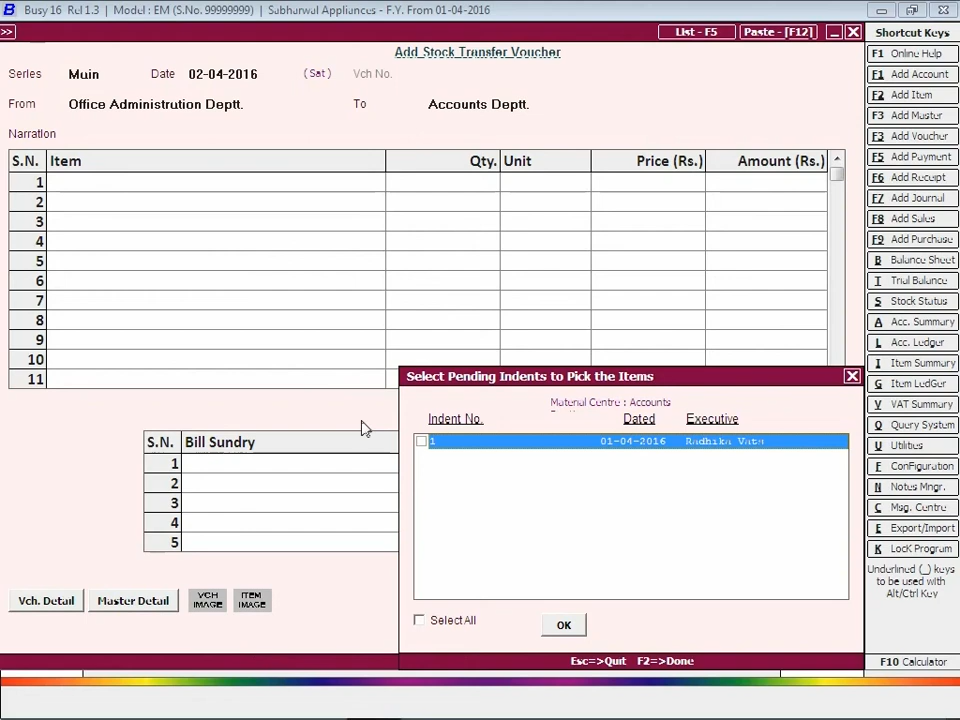 Busy 16 Rel 1.3 | Model : EM (S.No. 99999999) | Sabharwal Appliances - F.Y. From 01-04-2016
>> List - F5 Paste - [F12]
Add Stock Transfer Voucher
Series Muin Date 02-04-2016 (Sat) Vch No.
From Office Administrution Deptt. To Accounts Deptt.
Narration
S.N. Item Qty. Unit Price (Rs.) Amount (Rs.)
1
2
3
4
5
6
7
8
9
10
11
Select Pending Indents to Pick the Items
Material Centre : Accounts
Indent No. Dated Executive
1 01-04-2016 Radhika Vats
Select All
OK
Esc=>Quit F2=>Done
S.N. Bill Sundry
1
2
3
4
5
Vch. Detail Master Detail VCH IMAGE ITEM IMAGE
Shortcut Keys
F1 Online Help
F1 Add Account
F2 Add Item
F3 Add Master
F3 Add Voucher
F5 Add Payment
F6 Add Receipt
F7 Add Journal
F8 Add Sales
F9 Add Purchase
B Balance Sheet
T Trial Balance
S Stock Status
A Acc. Summary
L Acc. Ledger
I Item Summary
G Item LedGer
V VAT Summary
Q Query System
U Utilities
F ConFiguration
N Notes Mngr.
C Msg. Centre
E Export/Import
K LocK Program
Underlined (_) keys
to be used with
Alt/Ctrl Key
F10 Calculator